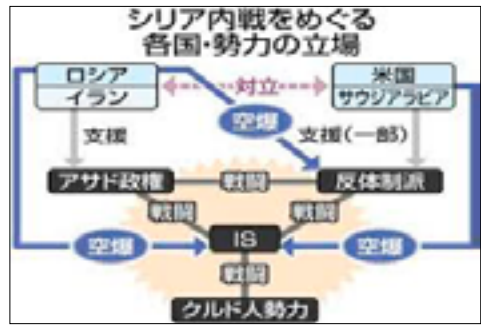 シリア内戦をめぐる
各国・勢力の立場
ロシア
イラン
対立
米国
サウジアラビア
空爆
支援
支援(一部)
アサド政権
戦闘
反体制派
戦闘
戦闘
IS
空爆
空爆
戦闘
クルド人勢力